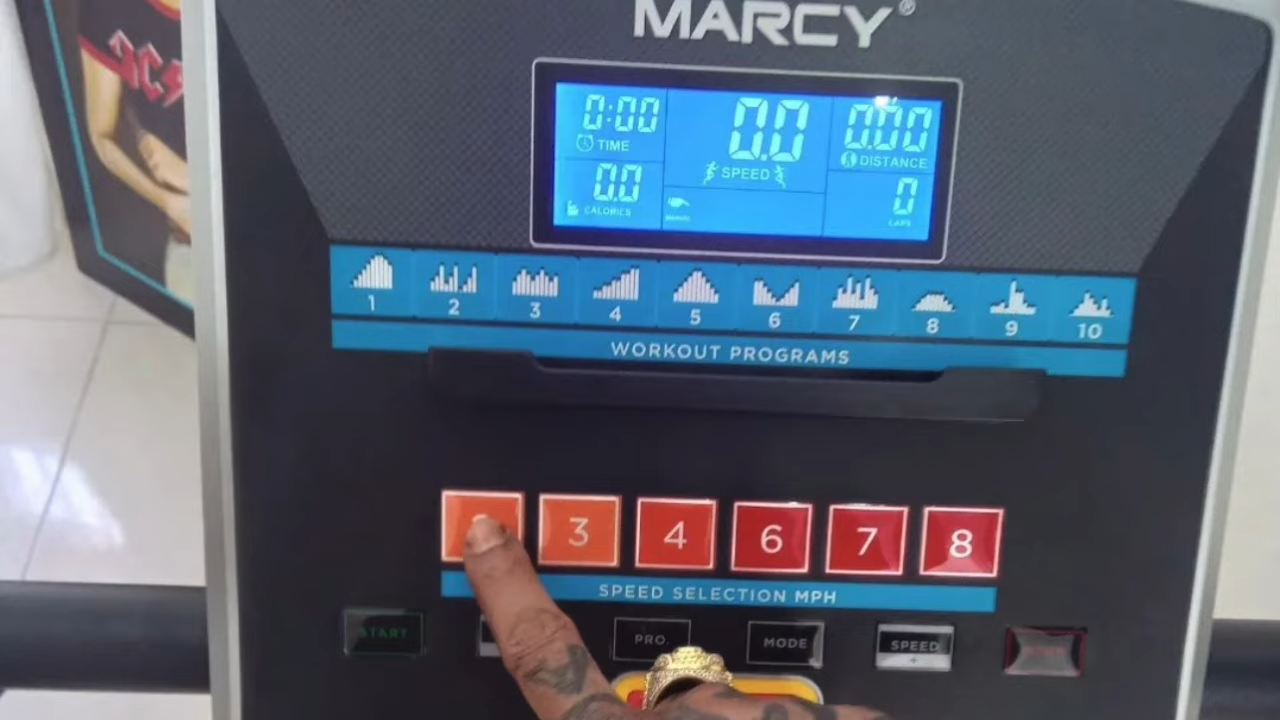 MARCY®
0:00
TIME
0.0
SPEED
0.00
DISTANCE
0.0
CALORIES
MANUAL
0
LAPS
1 2 3 4 5 6 7 8 9 10
WORKOUT PROGRAMS
3 4 6 7 8
SPEED SELECTION MPH
START
PRO.
MODE
SPEED
+